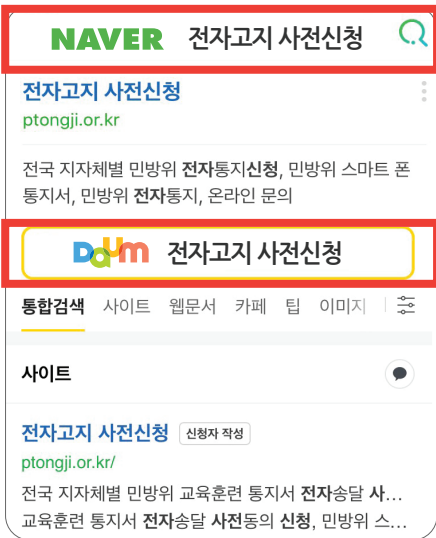 NAVER 전자고지 사전신청
전자고지 사전신청
ptongji.or.kr
전국 지자체별 민방위 전자통지신청, 민방위 스마트 폰
통지서, 민방위 전자통지, 온라인 문의
Daum 전자고지 사전신청
통합검색 사이트 웹문서 카페 팁 이미지
사이트
전자고지 사전신청 신청자 작성
ptongji.or.kr/
전국 지자체별 민방위 교육훈련 통지서 전자송달 사...
교육훈련 통지서 전자송달 사전동의 신청, 민방위 스...